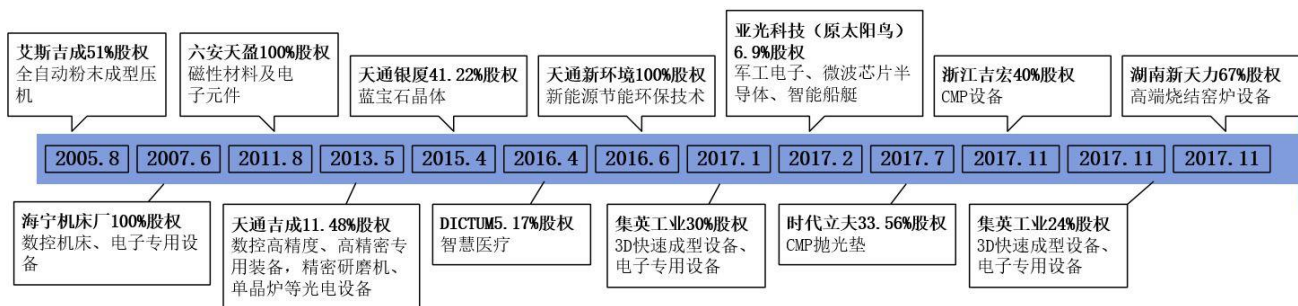 艾斯吉成51%股权
全自动粉末成型压
机
六安天盈100%股权
磁性材料及电
子元件
天通银厦41.22%股权
蓝宝石晶体
天通新环境100%股权
新能源节能环保技术
亚光科技（原太阳鸟）
6.9%股权
军工电子、微波芯片半
导体、智能船艇
浙江吉宏40%股权
CMP设备
湖南新天力67%股权
高端烧结窑炉设备
2005.8 2007.6 2011.8 2013.5 2015.4 2016.4 2016.6 2017.1 2017.2 2017.7 2017.11 2017.11 2017.11
海宁机床厂100%股权
数控机床、电子专用设
备
天通吉成11.48%股权
数控高精度、高精密专
用装备，精密研磨机、
单晶炉等光电设备
DICTUM5.17%股权
智慧医疗
集英工业30%股权
3D快速成型设备、
电子专用设备
时代立夫33.56%股权
CMP抛光垫
集英工业24%股权
3D快速成型设备、
电子专用设备